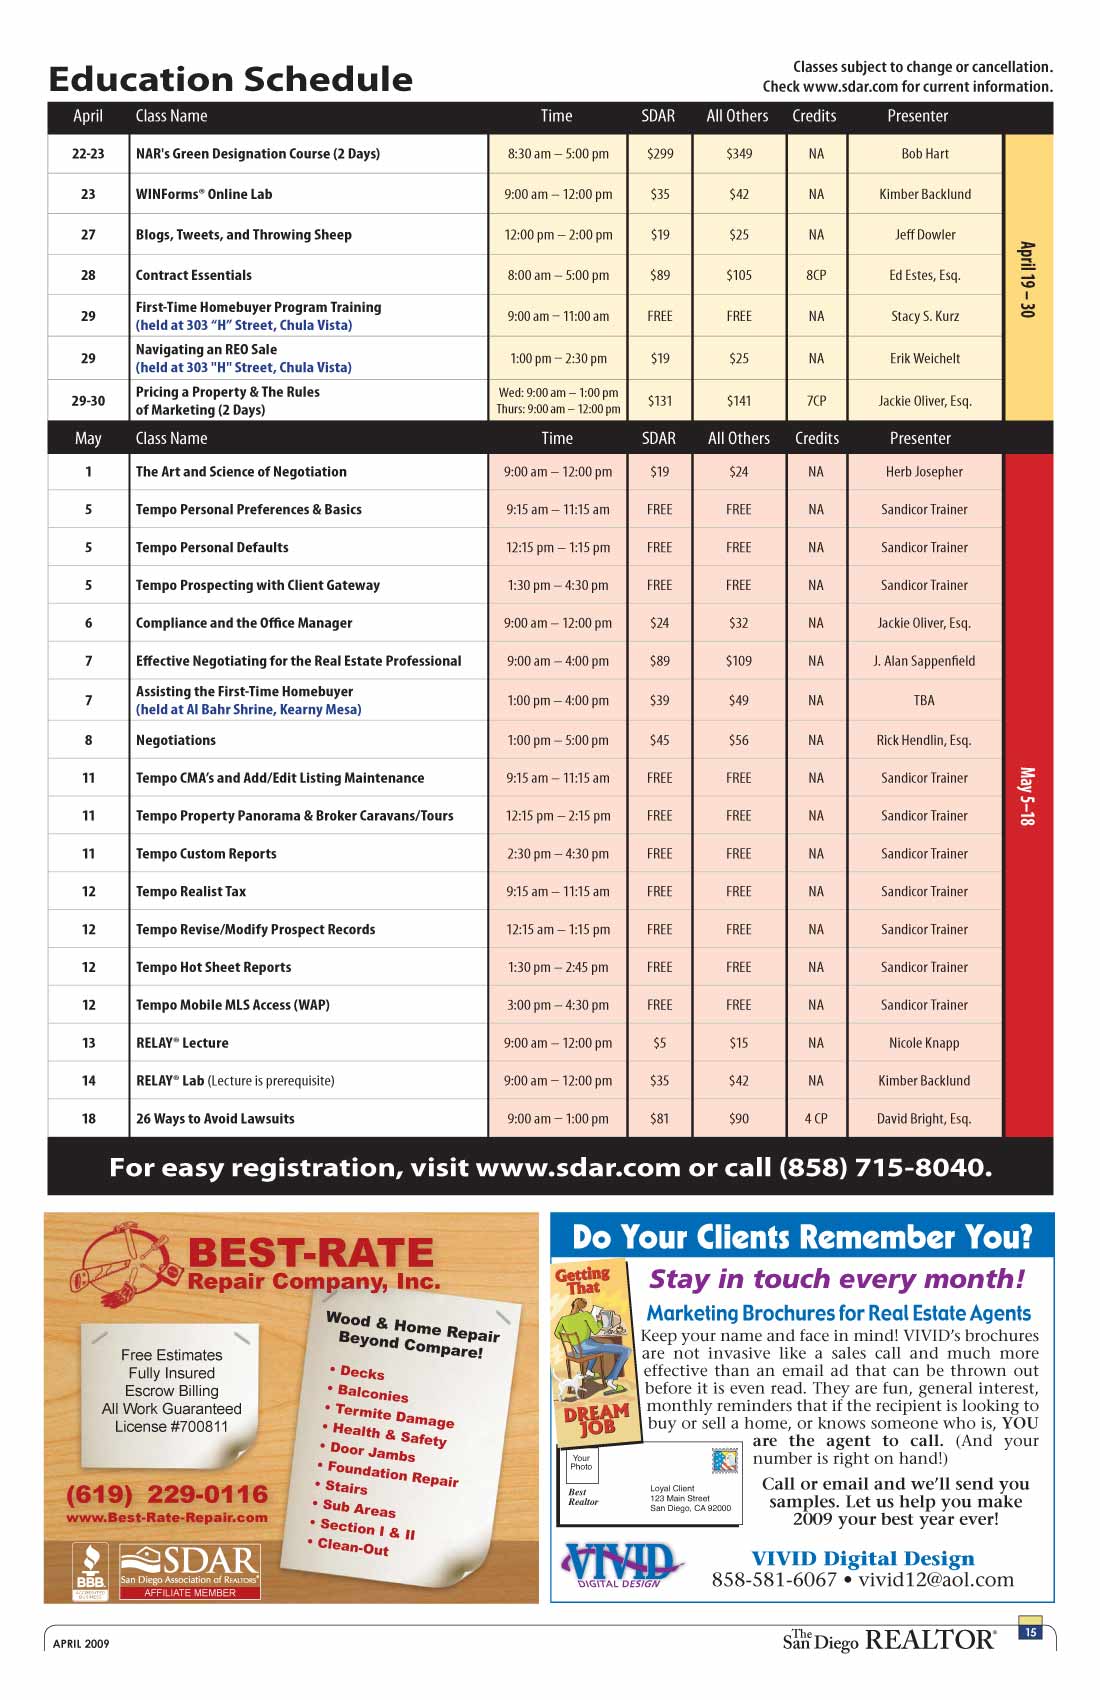 Education Schedule
Classes subject to change or cancellation.
Check www.sdar.com for current information.
April Class Name Time SDAR All Others Credits Presenter
22-23 NAR's Green Designation Course (2 Days) 8:30 am – 5:00 pm $299 $349 NA Bob Hart
23 WINForms® Online Lab 9:00 am – 12:00 pm $35 $42 NA Kimber Backlund
27 Blogs, Tweets, and Throwing Sheep 12:00 pm – 2:00 pm $19 $25 NA Jeff Dowler
28 Contract Essentials 8:00 am – 5:00 pm $89 $105 8CP Ed Estes, Esq.
29 First-Time Homebuyer Program Training 9:00 am – 11:00 am FREE FREE NA Stacy S. Kurz
(held at 303 “H” Street, Chula Vista)
29 Navigating an REO Sale 1:00 pm – 2:30 pm $19 $25 NA Erik Weichelt
(held at 303 "H" Street, Chula Vista)
29-30 Pricing a Property & The Rules Wed: 9:00 am – 1:00 pm $131 $141 7CP Jackie Oliver, Esq.
of Marketing (2 Days) Thurs: 9:00 am – 12:00 pm
April 19 – 30
May Class Name Time SDAR All Others Credits Presenter
1 The Art and Science of Negotiation 9:00 am – 12:00 pm $19 $24 NA Herb Josepher
5 Tempo Personal Preferences & Basics 9:15 am – 11:15 am FREE FREE NA Sandicor Trainer
5 Tempo Personal Defaults 12:15 pm – 1:15 pm FREE FREE NA Sandicor Trainer
5 Tempo Prospecting with Client Gateway 1:30 pm – 4:30 pm FREE FREE NA Sandicor Trainer
6 Compliance and the Office Manager 9:00 am – 12:00 pm $24 $32 NA Jackie Oliver, Esq.
7 Effective Negotiating for the Real Estate Professional 9:00 am – 4:00 pm $89 $109 NA J. Alan Sappenfield
7 Assisting the First-Time Homebuyer 1:00 pm – 4:00 pm $39 $49 NA TBA
(held at Al Bahr Shrine, Kearny Mesa)
8 Negotiations 1:00 pm – 5:00 pm $45 $56 NA Rick Hendlin, Esq.
11 Tempo CMA’s and Add/Edit Listing Maintenance 9:15 am – 11:15 am FREE FREE NA Sandicor Trainer
11 Tempo Property Panorama & Broker Caravans/Tours 12:15 pm – 2:15 pm FREE FREE NA Sandicor Trainer
11 Tempo Custom Reports 2:30 pm – 4:30 pm FREE FREE NA Sandicor Trainer
12 Tempo Realist Tax 9:15 am – 11:15 am FREE FREE NA Sandicor Trainer
12 Tempo Revise/Modify Prospect Records 12:15 am – 1:15 pm FREE FREE NA Sandicor Trainer
12 Tempo Hot Sheet Reports 1:30 pm – 2:45 pm FREE FREE NA Sandicor Trainer
12 Tempo Mobile MLS Access (WAP) 3:00 pm – 4:30 pm FREE FREE NA Sandicor Trainer
13 RELAY® Lecture 9:00 am – 12:00 pm $5 $15 NA Nicole Knapp
14 RELAY® Lab (Lecture is prerequisite) 9:00 am – 12:00 pm $35 $42 NA Kimber Backlund
18 26 Ways to Avoid Lawsuits 9:00 am – 1:00 pm $81 $90 4 CP David Bright, Esq.
May 5–18
For easy registration, visit www.sdar.com or call (858) 715-8040.
BEST-RATE
Repair Company, Inc.
Free Estimates
Fully Insured
Escrow Billing
All Work Guaranteed
License #700811
Wood & Home Repair
Beyond Compare!
• Decks
• Balconies
• Termite Damage
• Health & Safety
• Door Jambs
• Foundation Repair
• Stairs
• Sub Areas
• Section I & II
• Clean-Out
(619) 229-0116
www.Best-Rate-Repair.com
BBB
ACCREDITED
BUSINESS
SDAR
San Diego Association of REALTORS®
AFFILIATE MEMBER
Do Your Clients Remember You?
Getting
That
DREAM
JOB
Stay in touch every month!
Marketing Brochures for Real Estate Agents
Keep your name and face in mind! VIVID’s brochures
are not invasive like a sales call and much more
effective than an email ad that can be thrown out
before it is even read. They are fun, general interest,
monthly reminders that if the recipient is looking to
buy or sell a home, or knows someone who is, YOU
are the agent to call. (And your
number is right on hand!)
Your
Photo
Best
Realtor
Loyal Client
123 Main Street
San Diego, CA 92000
Call or email and we’ll send you
samples. Let us help you make
2009 your best year ever!
VIVID
DIGITAL DESIGN
VIVID Digital Design
858-581-6067 • vivid12@aol.com
APRIL 2009
The San Diego REALTOR®
15